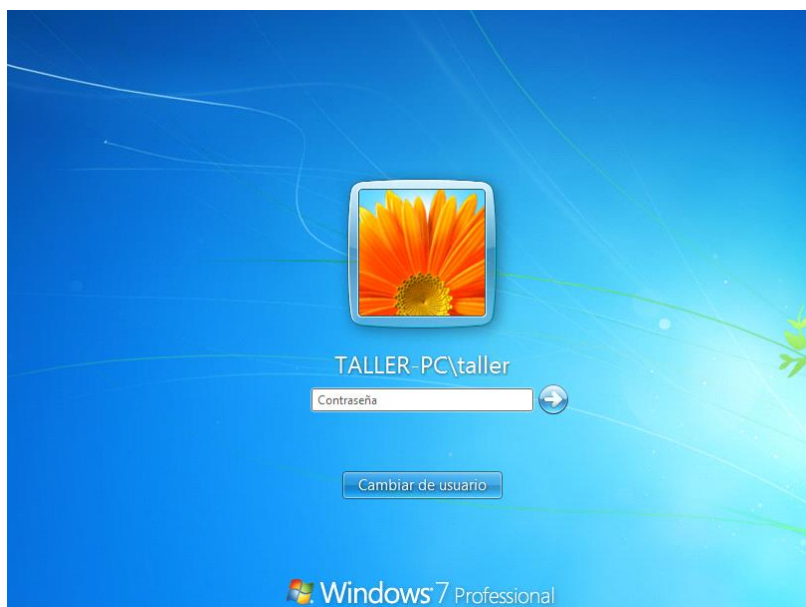 TALLER-PC\taller
Contraseña
Cambiar de usuario
Windows 7 Professional